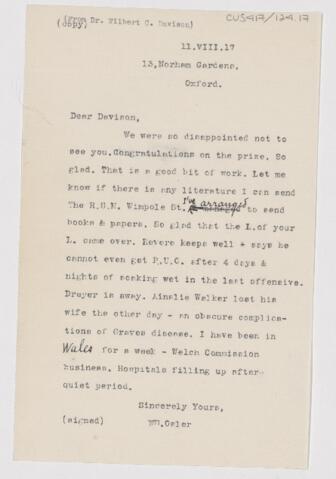 (From Dr. Wilbert C. Davison)
(Copy)
CUS417/124.17
11.VIII.17
13,Norham Gardens.
Oxford.
Dear Davison,
We were so disappointed not to
see you.Congratulations on the prize. So
glad. That is a good bit of work. Let me
know if there is any literature I can send
The R.S.N. Wimpole St. I've arranged to send
books & papers. So glad that the L.of your
L. came over. Revere keeps well + says he
cannot even get P.U.O. after 4 days &
nights of soaking wet in the last offensive.
Dreyer is away. Ainslie Walker lost his
wife the other day - an obscure complica-
tions of Graves disease. I have been in
Wales for a week - Welch Commission
business. Hospitals filling up after
quiet period.
Sincerely Yours,
(signed) Wm.Osler